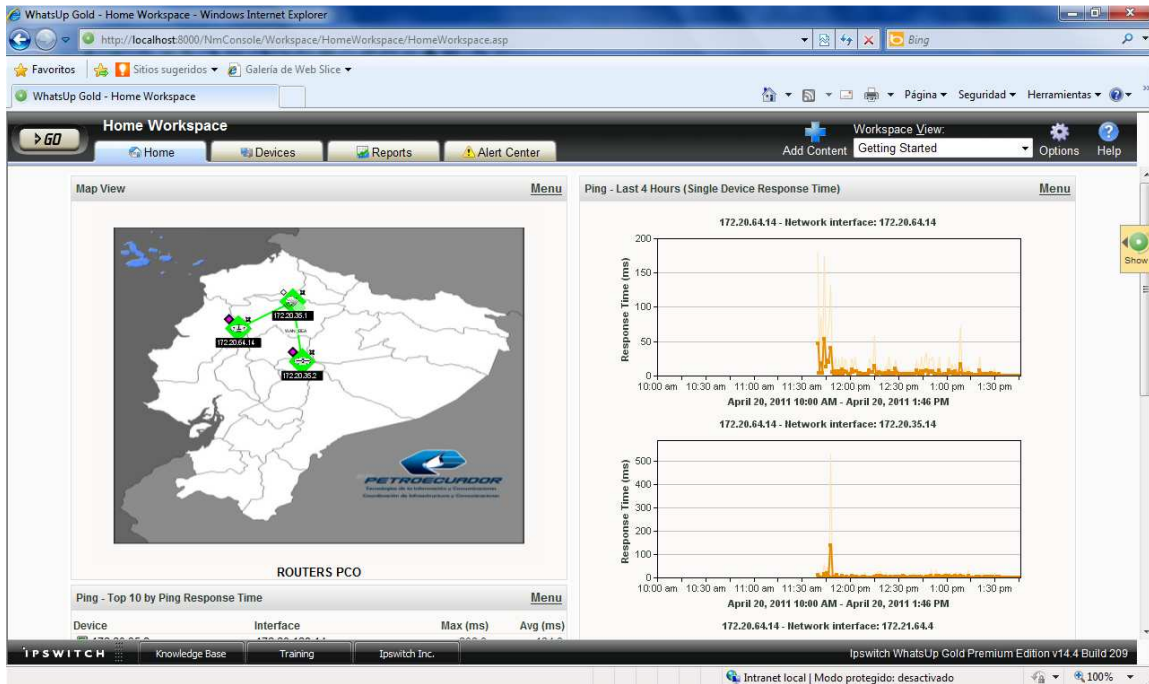 WhatsUp Gold - Home Workspace - Windows Internet Explorer
http://localhost:8000/NmConsole/Workspace/HomeWorkspace/HomeWorkspace.asp
Bing
Favoritos Sitios sugeridos Galería de Web Slice
WhatsUp Gold - Home Workspace
Página Seguridad Herramientas
GO
Home Workspace
Home Devices Reports Alert Center
Add Content
Workspace View:
Getting Started
Options Help
Show
Map View Menu
172.20.35.1
172.20.64.14
172.20.35.2
PETROECUADOR
Tecnologías de la Información y Comunicaciones
Coordinación de Infraestructura y Comunicaciones
ROUTERS PCO
Ping - Top 10 by Ping Response Time Menu
Device Interface Max (ms) Avg (ms)
Ping - Last 4 Hours (Single Device Response Time) Menu
172.20.64.14 - Network interface: 172.20.64.14
Response Time (ms)
200
150
100
50
0
10:00 am 10:30 am 11:00 am 11:30 am 12:00 pm 12:30 pm 1:00 pm 1:30 pm
April 20, 2011 10:00 AM - April 20, 2011 1:46 PM
172.20.64.14 - Network interface: 172.20.35.14
Response Time (ms)
500
400
300
200
100
0
10:00 am 10:30 am 11:00 am 11:30 am 12:00 pm 12:30 pm 1:00 pm 1:30 pm
April 20, 2011 10:00 AM - April 20, 2011 1:46 PM
172.20.64.14 - Network interface: 172.21.64.4
IPSWITCH Knowledge Base Training Ipswitch Inc.
Ipswitch WhatsUp Gold Premium Edition v14.4 Build 209
Intranet local | Modo protegido: desactivado
100%